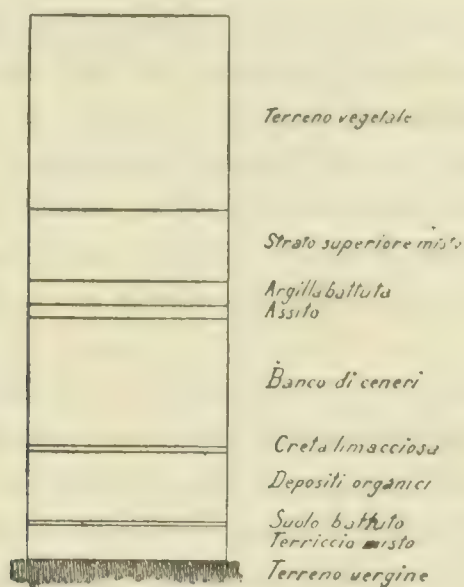 Terreno vegetale
Strato superiore misto
Argilla battuta
Assito
Banco di ceneri
Creta limacciosa
Depositi organici
Suolo battuto
Terriccio misto
Terreno vergine